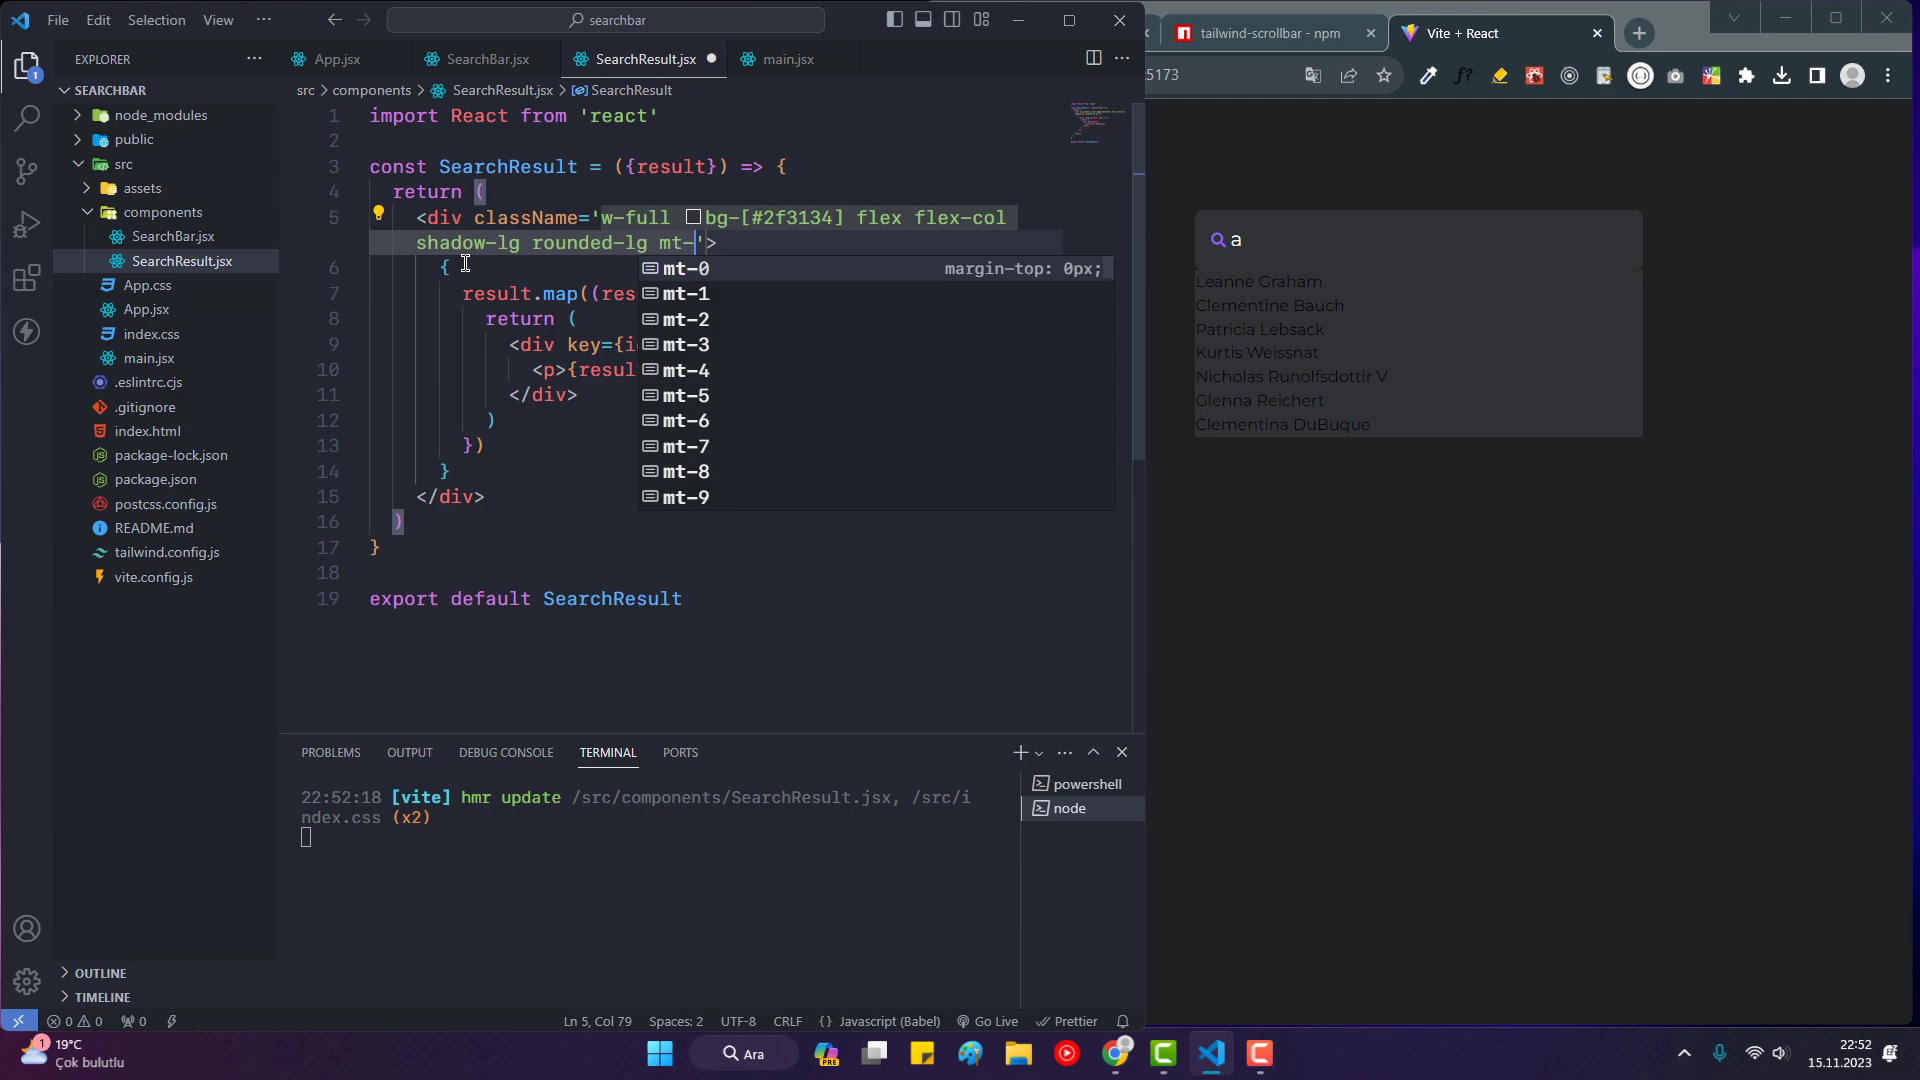 File Edit Selection View ··· searchbar
EXPLORER ···
SEARCHBAR
node_modules
public
src
assets
components
SearchBar.jsx
SearchResult.jsx
App.css
App.jsx
index.css
main.jsx
.eslintrc.cjs
.gitignore
index.html
package-lock.json
package.json
postcss.config.js
README.md
tailwind.config.js
vite.config.js
OUTLINE
TIMELINE
App.jsx SearchBar.jsx SearchResult.jsx main.jsx
src > components > SearchResult.jsx > SearchResult
1 import React from 'react'
2
3 const SearchResult = ({result}) => {
4 return (
5 <div className='w-full bg-[#2f3134] flex flex-col
shadow-lg rounded-lg mt-'>
6 {
7 result.map((res
8 return (
9 <div key={i
10 <p>{resul
11 </div>
12 )
13 })
14 }
15 </div>
16 )
17 }
18
19 export default SearchResult
mt-0 margin-top: 0px;
mt-1
mt-2
mt-3
mt-4
mt-5
mt-6
mt-7
mt-8
mt-9
PROBLEMS OUTPUT DEBUG CONSOLE TERMINAL PORTS
22:52:18 [vite] hmr update /src/components/SearchResult.jsx, /src/i
ndex.css (x2)
powershell
node
0 0 0 Ln 5, Col 79 Spaces: 2 UTF-8 CRLF {} Javascript (Babel) Go Live Prettier
tailwind-scrollbar - npm Vite + React
5173
a
Leanne Graham
Clementine Bauch
Patricia Lebsack
Kurtis Weissnat
Nicholas Runolfsdottir V
Glenna Reichert
Clementina DuBuque
1 19°C
Çok bulutlu
Ara
PRE
22:52
15.11.2023